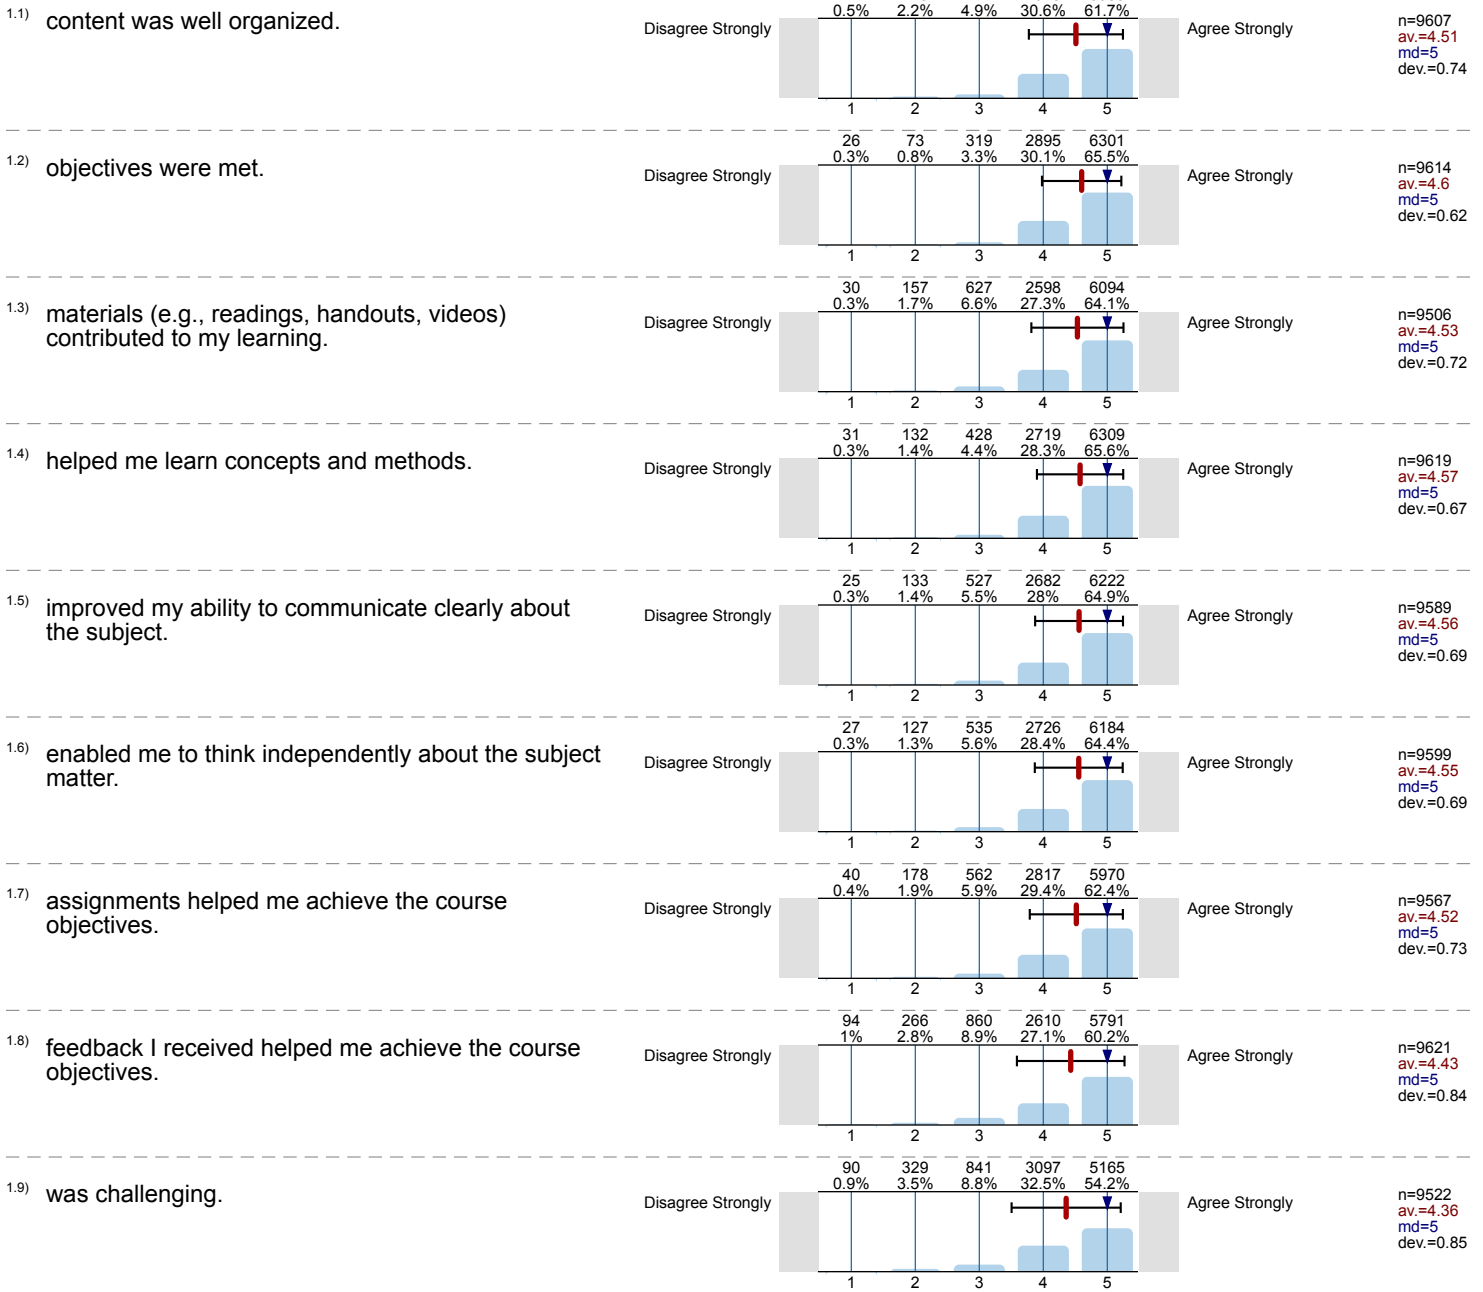 1.1) content was well organized.
Disagree Strongly
0.5% 2.2% 4.9% 30.6% 61.7%
1 2 3 4 5
Agree Strongly
n=9607
av.=4.51
md=5
dev.=0.74
1.2) objectives were met.
Disagree Strongly
26 73 319 2895 6301
0.3% 0.8% 3.3% 30.1% 65.5%
1 2 3 4 5
Agree Strongly
n=9614
av.=4.6
md=5
dev.=0.62
1.3) materials (e.g., readings, handouts, videos)
contributed to my learning.
Disagree Strongly
30 157 627 2598 6094
0.3% 1.7% 6.6% 27.3% 64.1%
1 2 3 4 5
Agree Strongly
n=9506
av.=4.53
md=5
dev.=0.72
1.4) helped me learn concepts and methods.
Disagree Strongly
31 132 428 2719 6309
0.3% 1.4% 4.4% 28.3% 65.6%
1 2 3 4 5
Agree Strongly
n=9619
av.=4.57
md=5
dev.=0.67
1.5) improved my ability to communicate clearly about
the subject.
Disagree Strongly
25 133 527 2682 6222
0.3% 1.4% 5.5% 28% 64.9%
1 2 3 4 5
Agree Strongly
n=9589
av.=4.56
md=5
dev.=0.69
1.6) enabled me to think independently about the subject
matter.
Disagree Strongly
27 127 535 2726 6184
0.3% 1.3% 5.6% 28.4% 64.4%
1 2 3 4 5
Agree Strongly
n=9599
av.=4.55
md=5
dev.=0.69
1.7) assignments helped me achieve the course
objectives.
Disagree Strongly
40 178 562 2817 5970
0.4% 1.9% 5.9% 29.4% 62.4%
1 2 3 4 5
Agree Strongly
n=9567
av.=4.52
md=5
dev.=0.73
1.8) feedback I received helped me achieve the course
objectives.
Disagree Strongly
94 266 860 2610 5791
1% 2.8% 8.9% 27.1% 60.2%
1 2 3 4 5
Agree Strongly
n=9621
av.=4.43
md=5
dev.=0.84
1.9) was challenging.
Disagree Strongly
90 329 841 3097 5165
0.9% 3.5% 8.8% 32.5% 54.2%
1 2 3 4 5
Agree Strongly
n=9522
av.=4.36
md=5
dev.=0.85